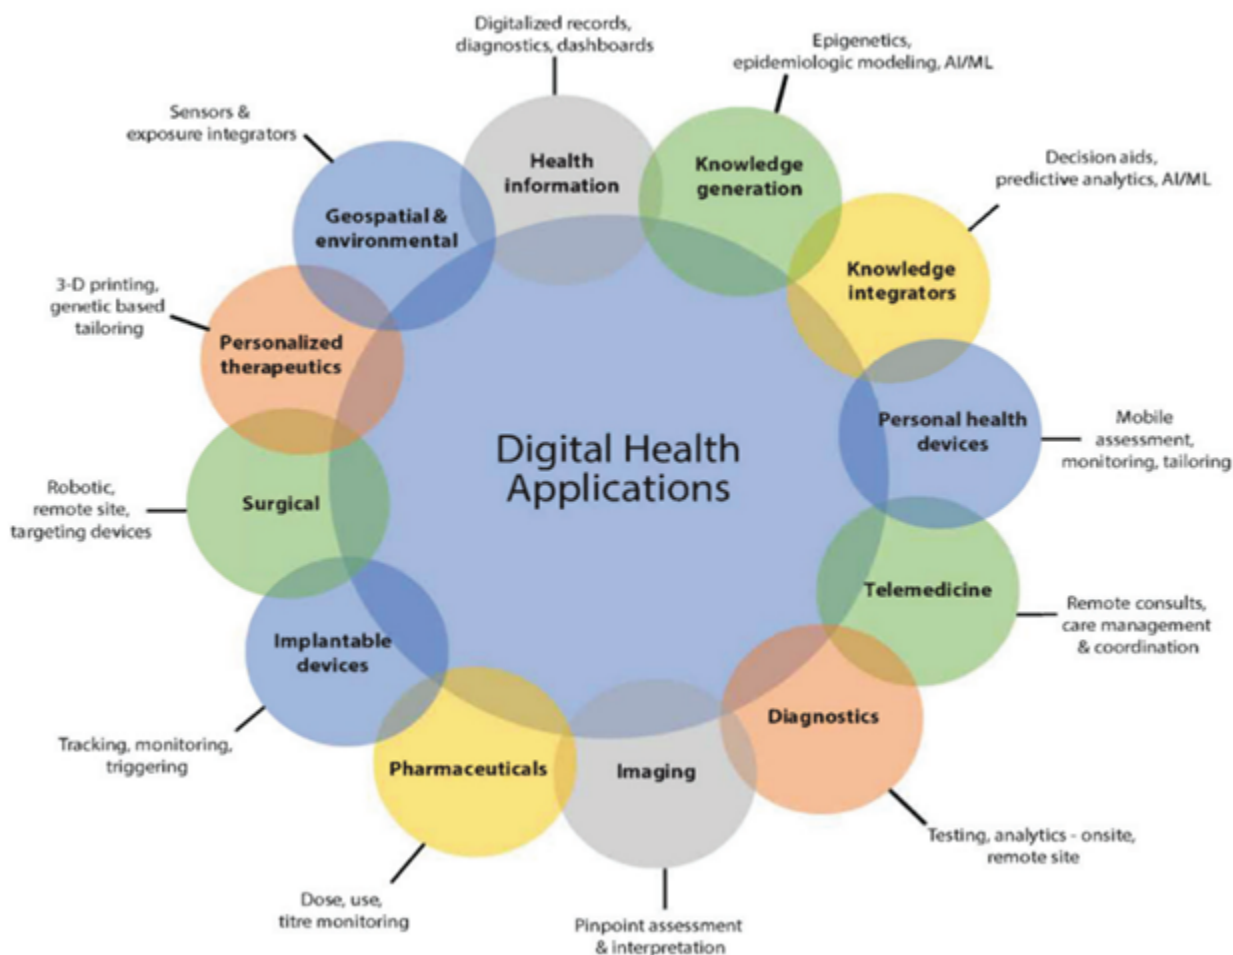 Digitalized records,
diagnostics, dashboards
Epigenetics,
epidemiologic modeling, AI/ML
Sensors &
exposure integrators
Decision aids,
predictive analytics, AI/ML
Health
information
Knowledge
generation
Geospatial &
environmental
Knowledge
integrators
3-D printing,
genetic based
tailoring
Personalized
therapeutics
Personal health
devices
Mobile
assessment,
monitoring, tailoring
Digital Health
Applications
Robotic,
remote site,
targeting devices
Surgical
Telemedicine
Remote consults,
care management
& coordination
Implantable
devices
Diagnostics
Tracking, monitoring,
triggering
Pharmaceuticals
Imaging
Testing, analytics - onsite,
remote site
Dose, use,
titre monitoring
Pinpoint assessment
& interpretation